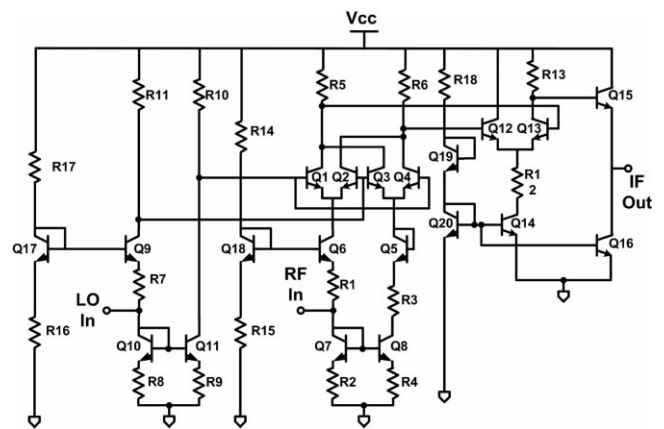 Vcc
R11
R10
R5
R6
R18
R13
Q15
R14
Q12
Q13
R17
Q19
Q1
Q2
Q3
Q4
R1
2
IF
Out
Q20
Q14
Q17
Q9
Q18
Q6
Q5
Q16
R7
RF
In
R1
LO
In
R3
R16
Q10
Q11
R15
Q7
Q8
R8
R9
R2
R4